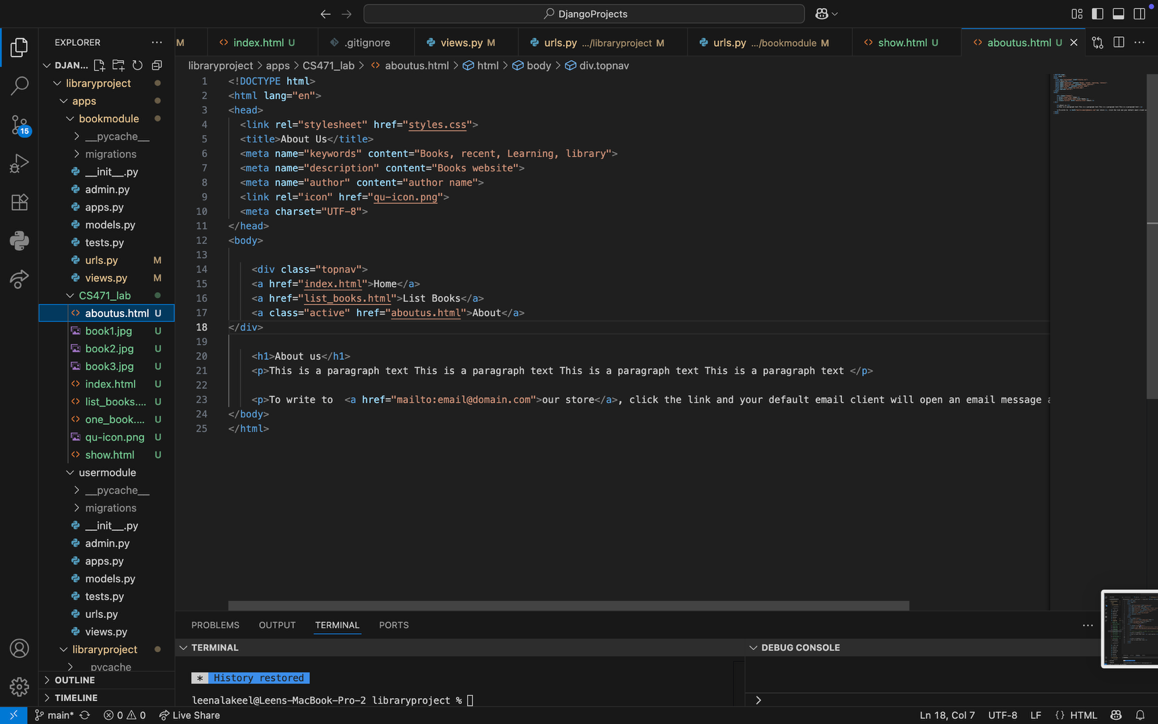 DjangoProjects
EXPLORER
M
index.html U
.gitignore
views.py M
urls.py .../libraryproject M
urls.py .../bookmodule M
show.html U
aboutus.html U
DJAN...
libraryproject > apps > CS471_lab > aboutus.html > html > body > div.topnav
libraryproject
apps
bookmodule
__pycache__
migrations
__init__.py
admin.py
apps.py
models.py
tests.py
urls.py M
views.py M
CS471_lab
aboutus.html U
book1.jpg U
book2.jpg U
book3.jpg U
index.html U
list_books.... U
one_book.... U
qu-icon.png U
show.html U
usermodule
__pycache__
migrations
__init__.py
admin.py
apps.py
models.py
tests.py
urls.py
views.py
libraryproject
pycache
OUTLINE
TIMELINE
15
1 <!DOCTYPE html>
2 <html lang="en">
3 <head>
4 <link rel="stylesheet" href="styles.css">
5 <title>About Us</title>
6 <meta name="keywords" content="Books, recent, Learning, library">
7 <meta name="description" content="Books website">
8 <meta name="author" content="author name">
9 <link rel="icon" href="qu-icon.png">
10 <meta charset="UTF-8">
11 </head>
12 <body>
13
14 <div class="topnav">
15 <a href="index.html">Home</a>
16 <a href="list_books.html">List Books</a>
17 <a class="active" href="aboutus.html">About</a>
18 </div>
19
20 <h1>About us</h1>
21 <p>This is a paragraph text This is a paragraph text This is a paragraph text This is a paragraph text </p>
22
23 <p>To write to  <a href="mailto:email@domain.com">our store</a>, click the link and your default email client will open an email message a
24 </body>
25 </html>
PROBLEMS OUTPUT TERMINAL PORTS
TERMINAL
DEBUG CONSOLE
* History restored
leenalakeel@Leens-MacBook-Pro-2 libraryproject %
main* 0 0 Live Share Ln 18, Col 7 UTF-8 LF {} HTML